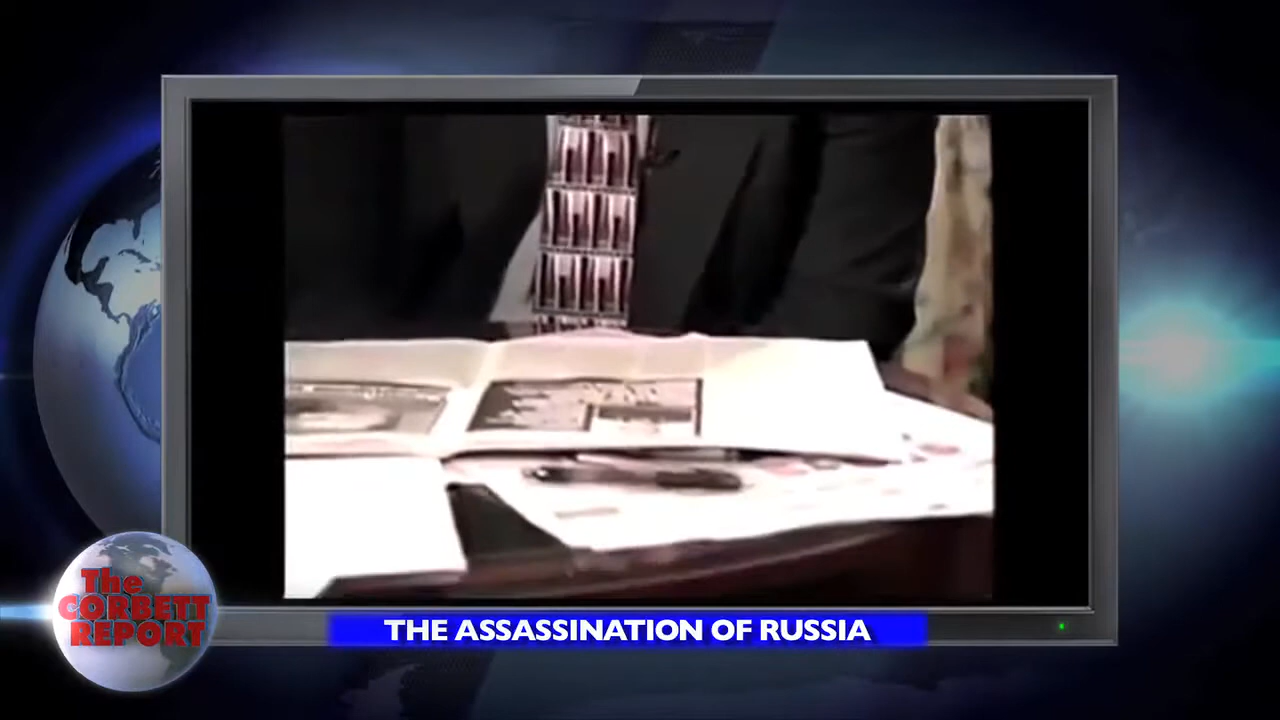 The
CORBETT
REPORT
THE ASSASSINATION OF RUSSIA